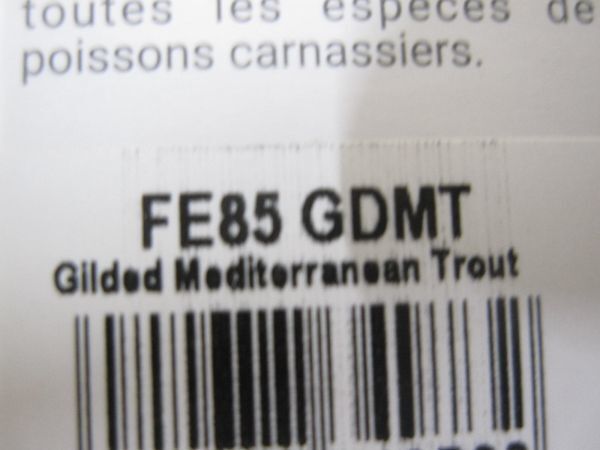 toutes les espèces de
poissons carnassiers.
FE85 GDMT
Gilded Mediterranean Trout